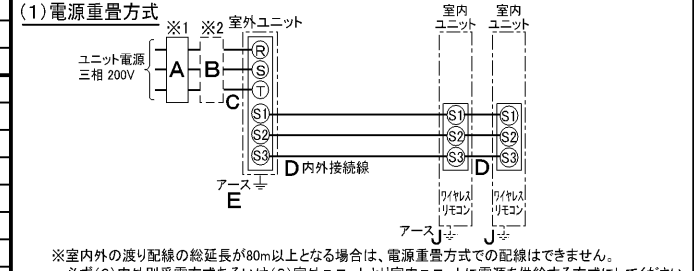 (1)電源重畳方式
※1 ※2 室外ユニット
室内ユニット
室内ユニット
ユニット電源
三相 200V
A
B
C
R
S
T
S1
S2
S3
S1
S2
S3
S1
S2
S3
D 内外接続線
D
アース
E
ワイヤレスリモコン
ワイヤレスリモコン
アース J
J
※室内外の渡り配線の総延長が80m以上となる場合は、電源重畳方式での配線はできません。